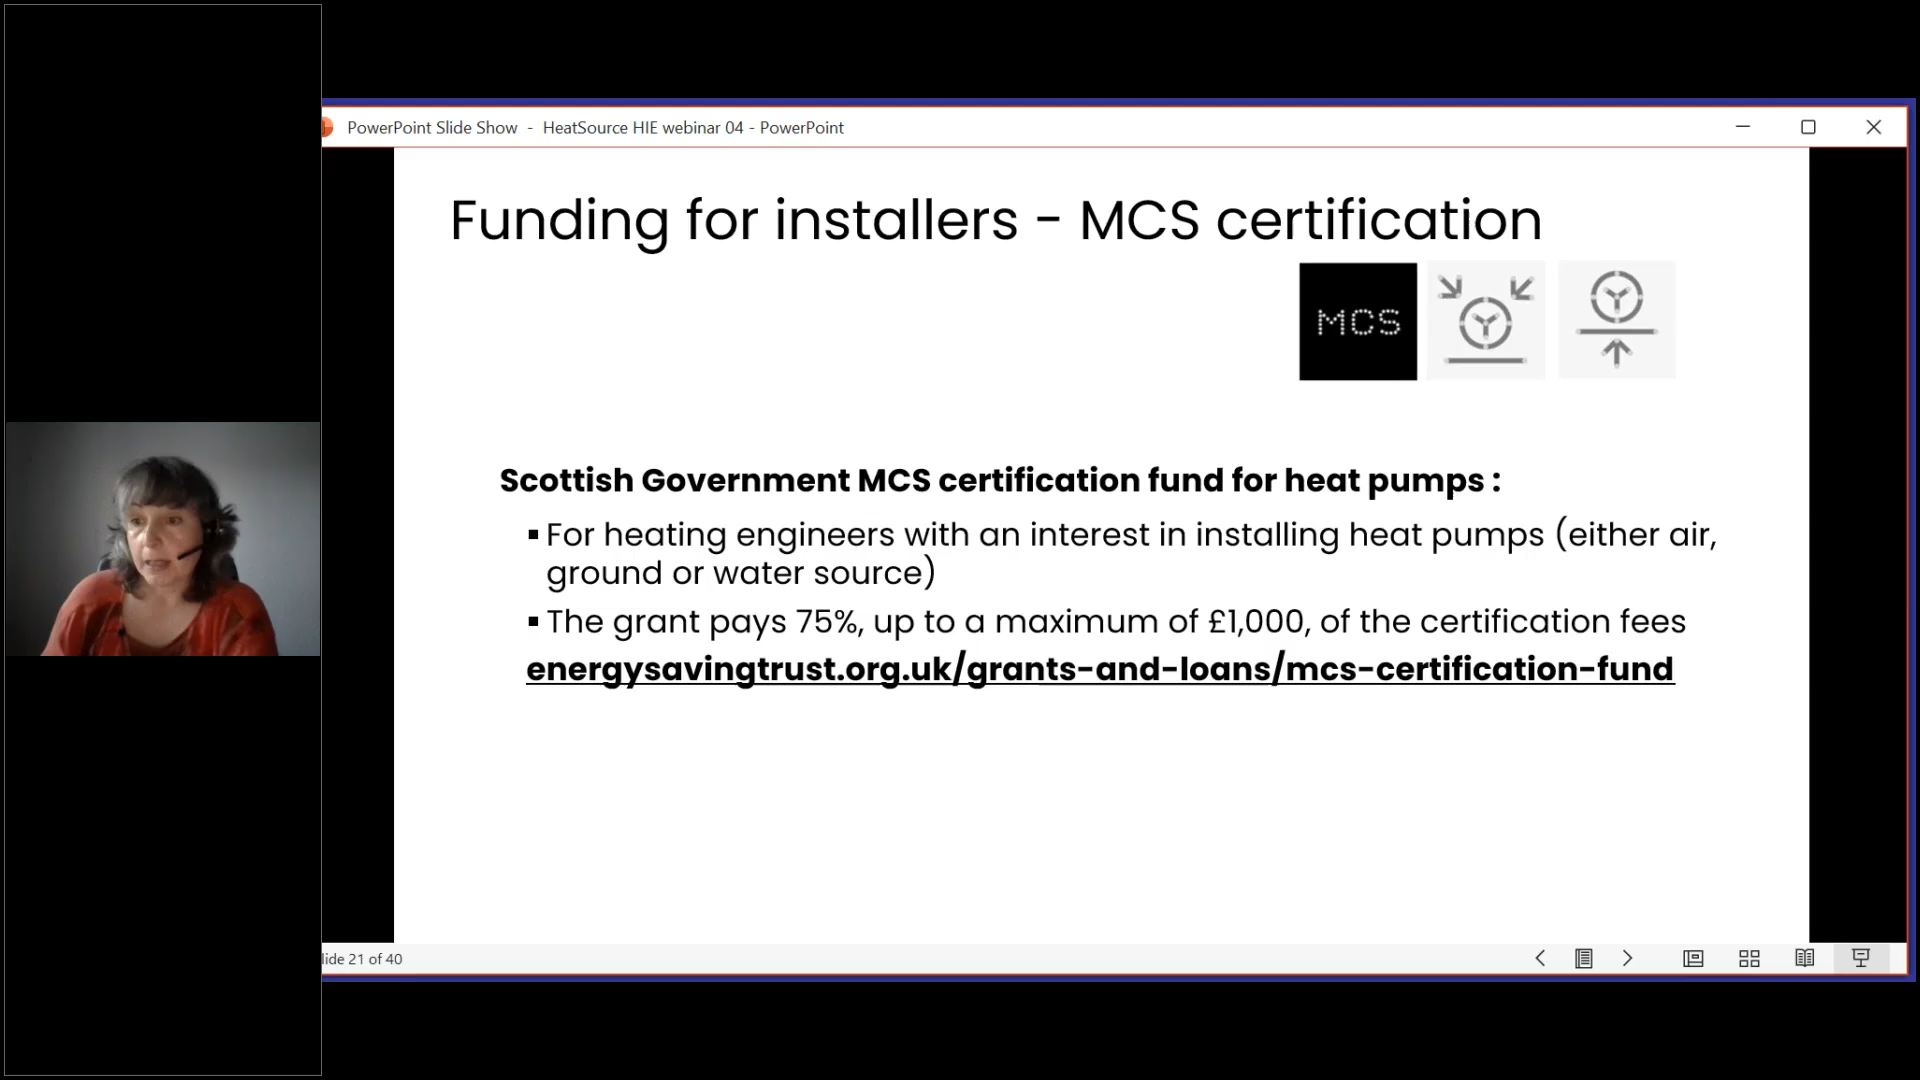 PowerPoint Slide Show - HeatSource HIE webinar 04 - PowerPoint
Funding for installers - MCS certification
MCS
Scottish Government MCS certification fund for heat pumps :
▪ For heating engineers with an interest in installing heat pumps (either air,
ground or water source)
▪ The grant pays 75%, up to a maximum of £1,000, of the certification fees
energysavingtrust.org.uk/grants-and-loans/mcs-certification-fund
lide 21 of 40